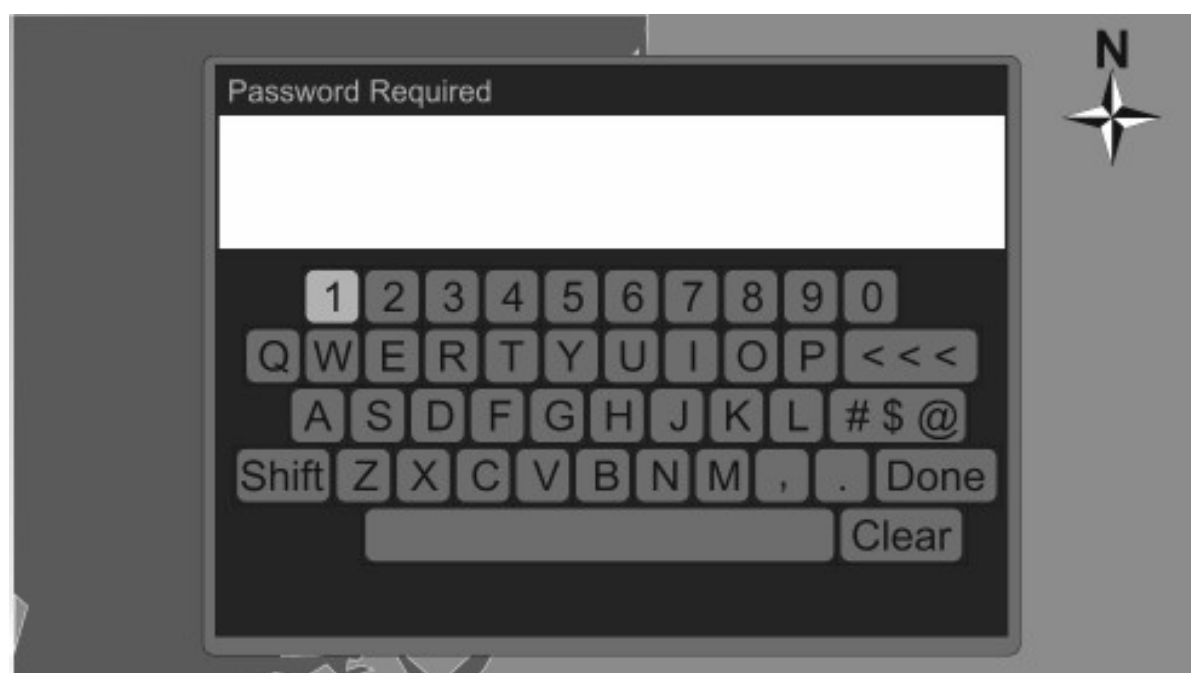 N
Password Required
1 2 3 4 5 6 7 8 9 0
Q W E R T Y U I O P < < <
A S D F G H J K L # $ @
Shift Z X C V B N M , . Done
Clear